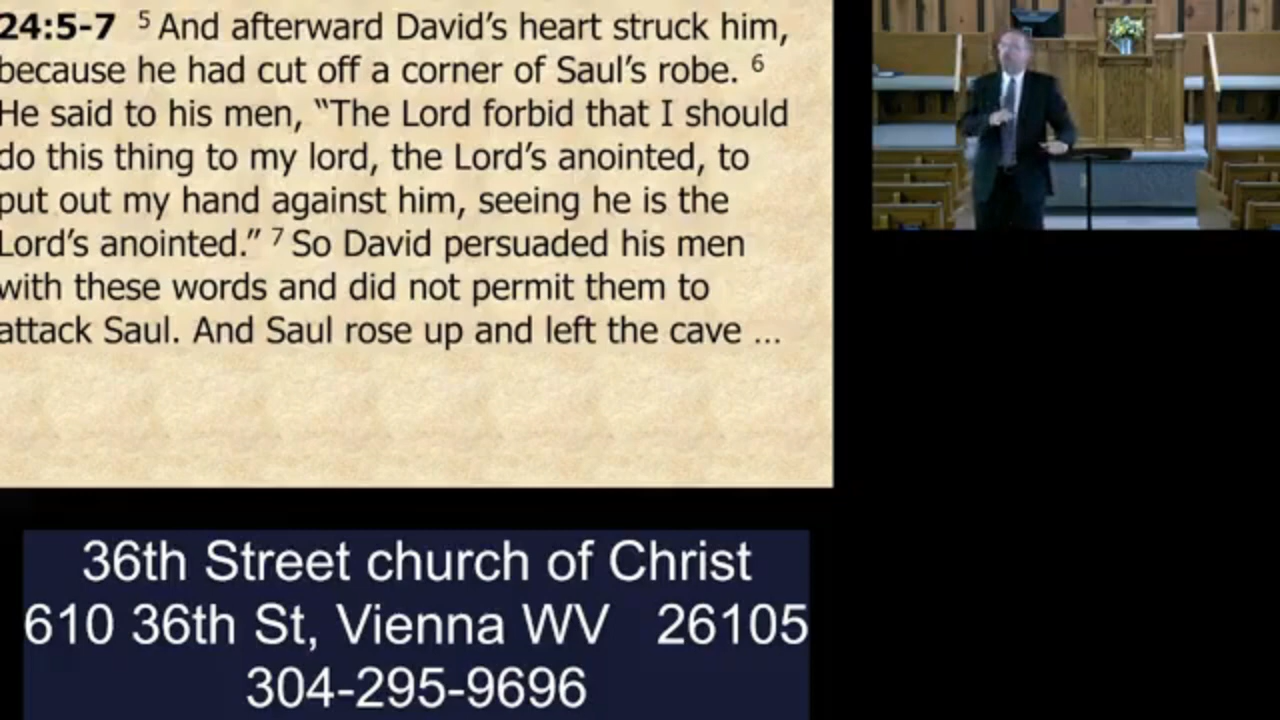 24:5-7 5 And afterward David's heart struck him,
because he had cut off a corner of Saul's robe. 6
He said to his men, “The Lord forbid that I should
do this thing to my lord, the Lord's anointed, to
put out my hand against him, seeing he is the
Lord's anointed.” 7 So David persuaded his men
with these words and did not permit them to
attack Saul. And Saul rose up and left the cave ...
36th Street church of Christ
610 36th St, Vienna WV 26105
304-295-9696